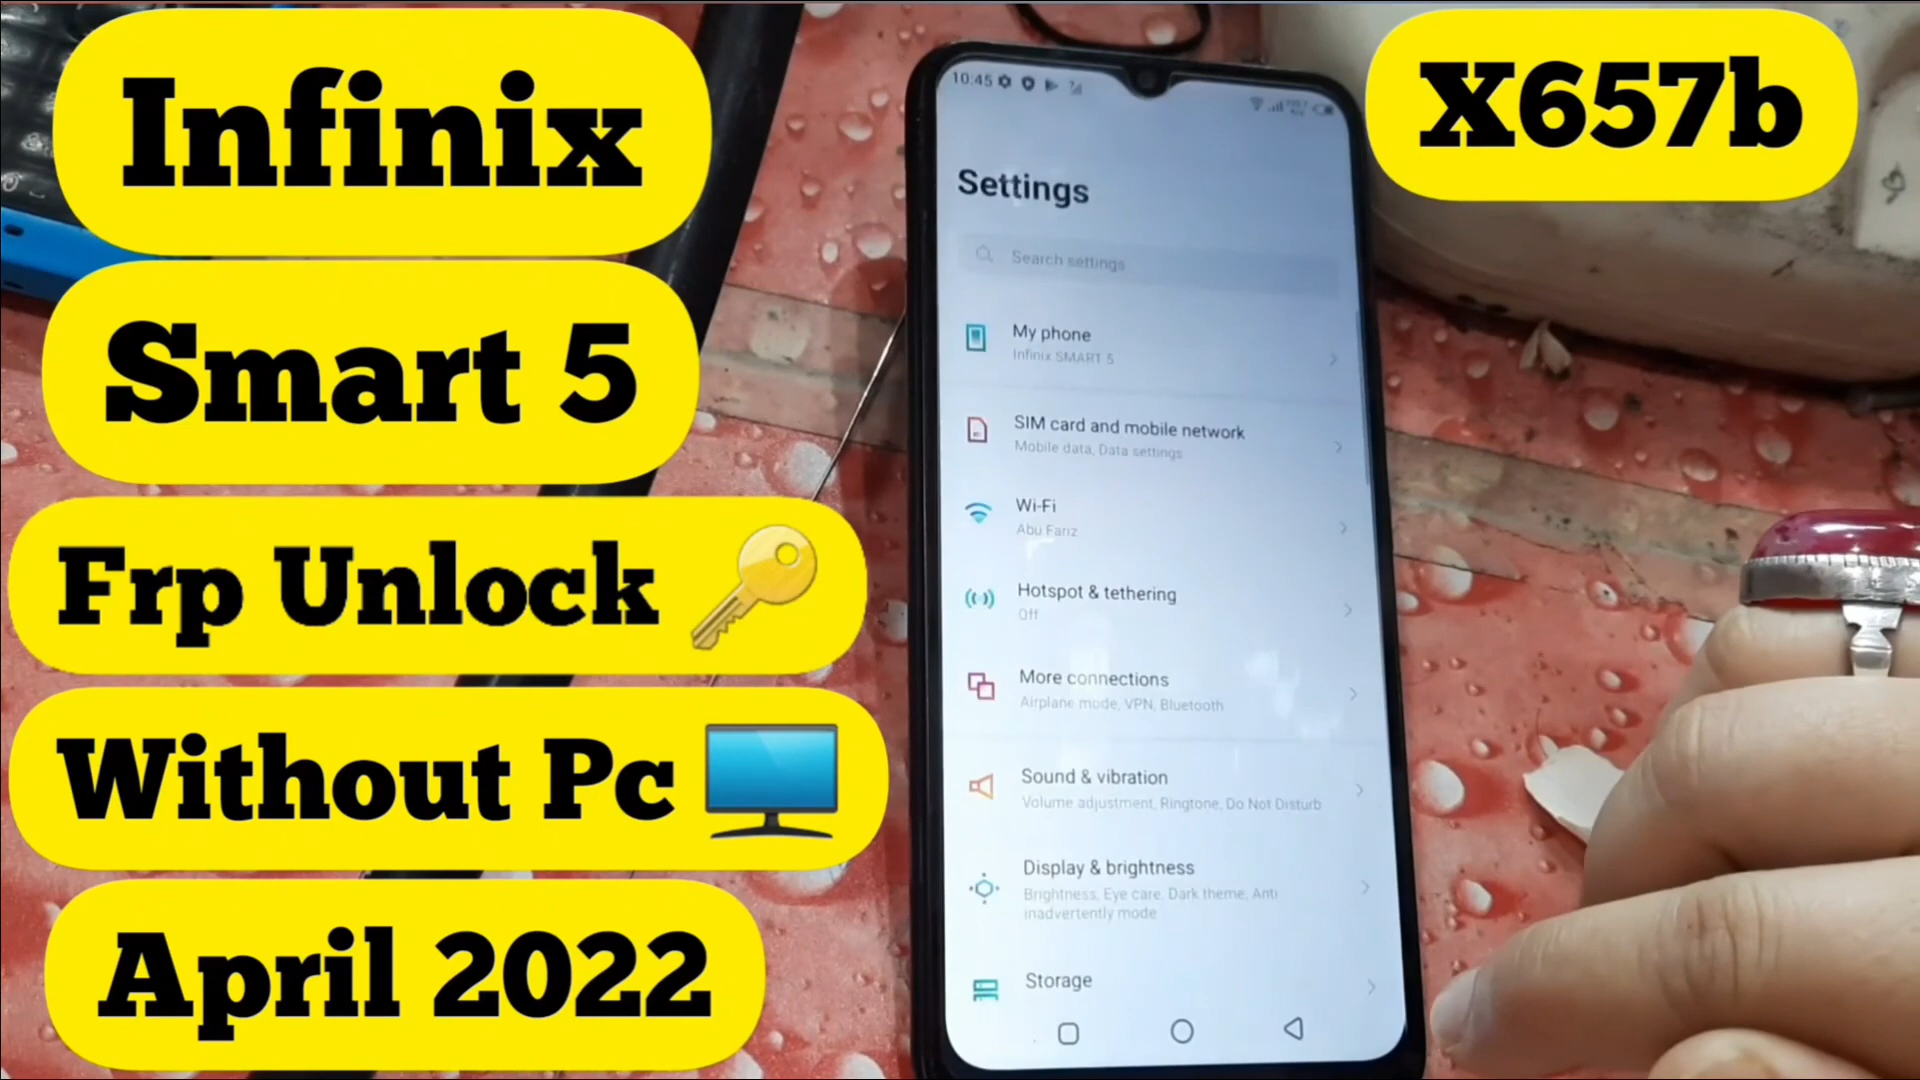 Infinix
Smart 5
Frp Unlock
Without Pc
April 2022
X657b
10:45
Settings
Search settings
My phone
Infinix SMART 5
SIM card and mobile network
Mobile data, Data settings
Wi-Fi
Abu Fariz
Hotspot & tethering
Off
More connections
Airplane mode, VPN, Bluetooth
Sound & vibration
Volume adjustment, Ringtone, Do Not Disturb
Display & brightness
Brightness, Eye care, Dark theme, Anti
inadvertently mode
Storage